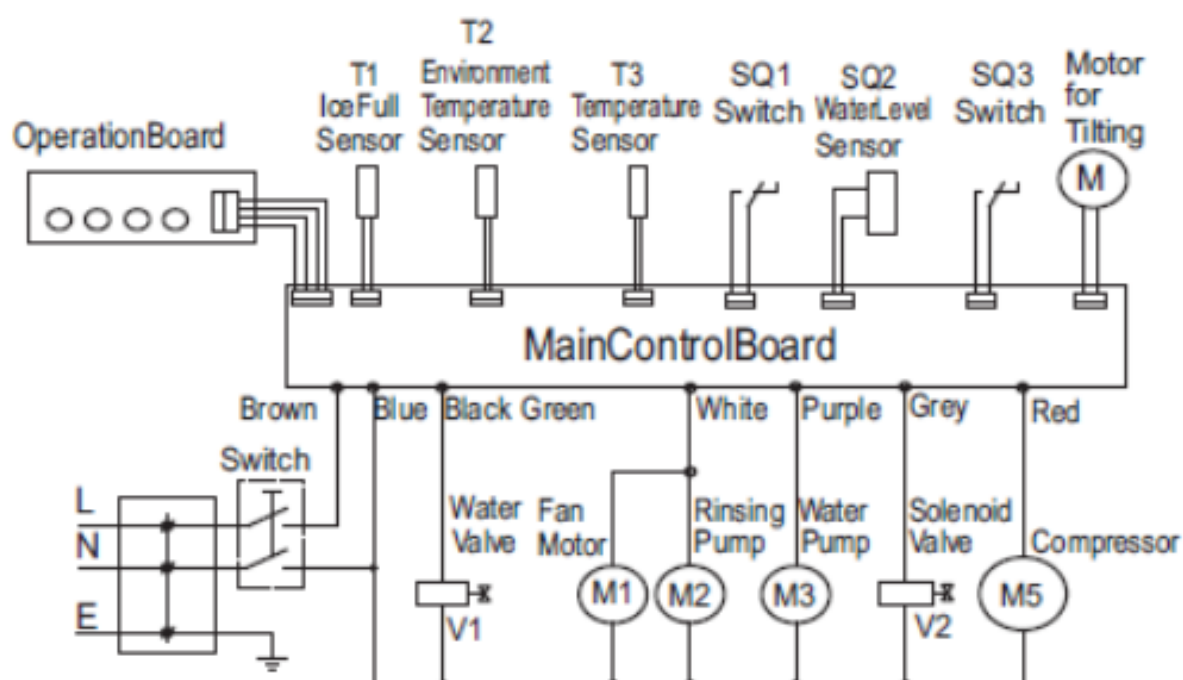 OperationBoard
T1
IceFull
Sensor
T2
Environment
Temperature
Sensor
T3
Temperature
Sensor
SQ1
Switch
SQ2
WaterLevel
Sensor
SQ3
Switch
Motor
for
Tilting
M
MainControlBoard
Brown
Blue
Black Green
White
Purple
Grey
Red
Switch
L
N
E
Water
Valve
V1
Fan
Motor
M1
Rinsing
Pump
M2
Water
Pump
M3
Solenoid
Valve
V2
Compressor
M5